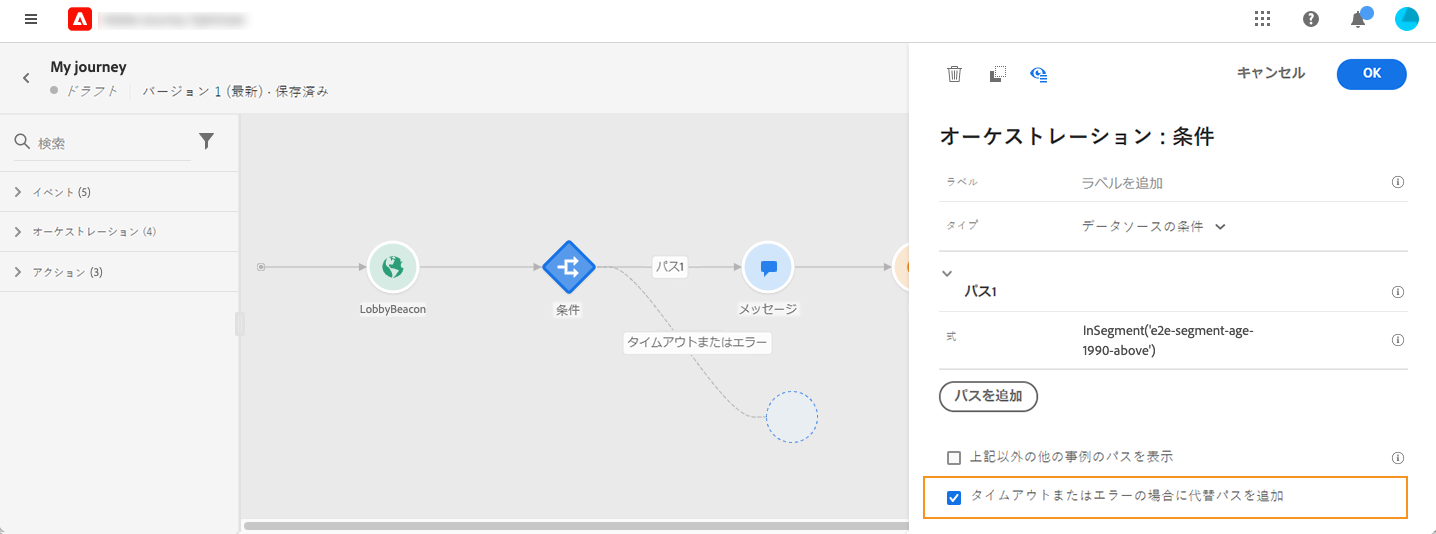 My journey
ドラフト バージョン 1 (最新) · 保存済み
検索
イベント (5)
オーケストレーション (4)
アクション (3)
LobbyBeacon
条件
パス1
タイムアウトまたはエラー
メッセージ
キャンセル
OK
オーケストレーション : 条件
ラベル ラベルを追加
タイプ データソースの条件
パス1
式 InSegment('e2e-segment-age-
1990-above')
パスを追加
上記以外の他の事例のパスを表示
タイムアウトまたはエラーの場合に代替パスを追加